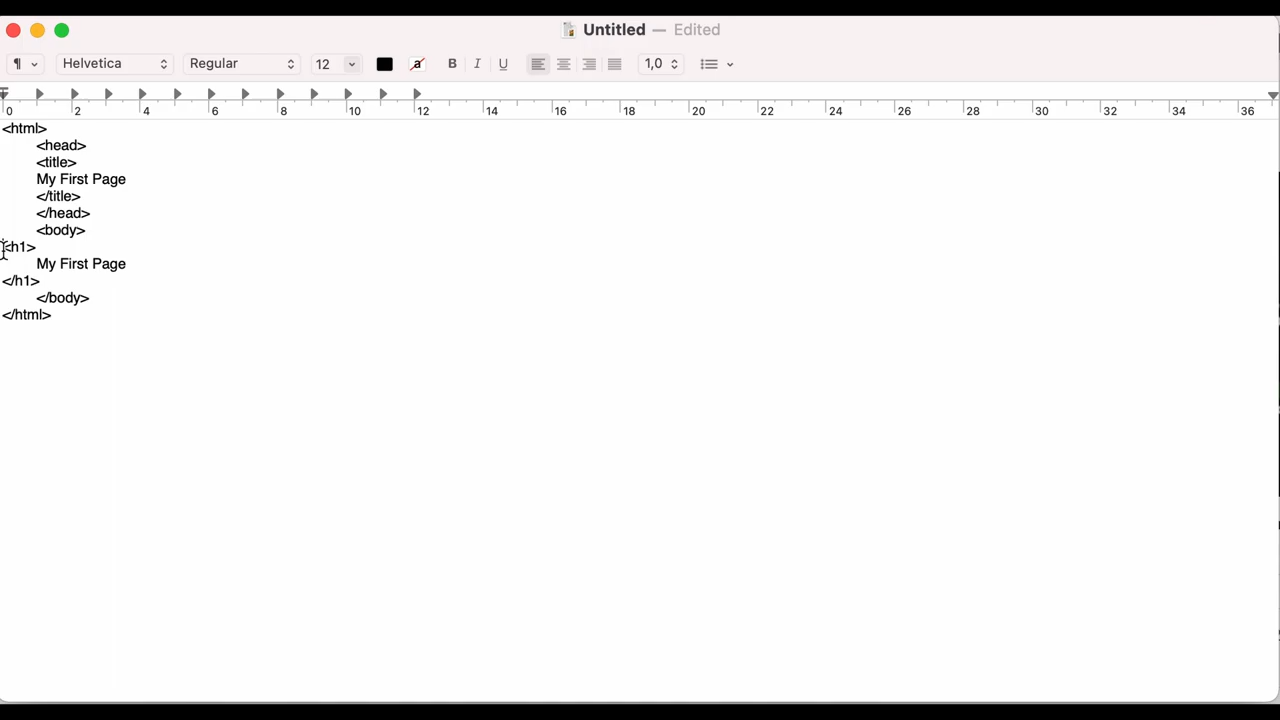 Untitled — Edited
¶ Helvetica Regular 12 a B I U 1,0
0 2 4 6 8 10 12 14 16 18 20 22 24 26 28 30 32 34 36
<html>
<head>
<title>
My First Page
</title>
</head>
<body>
<h1>
My First Page
</h1>
</body>
</html>